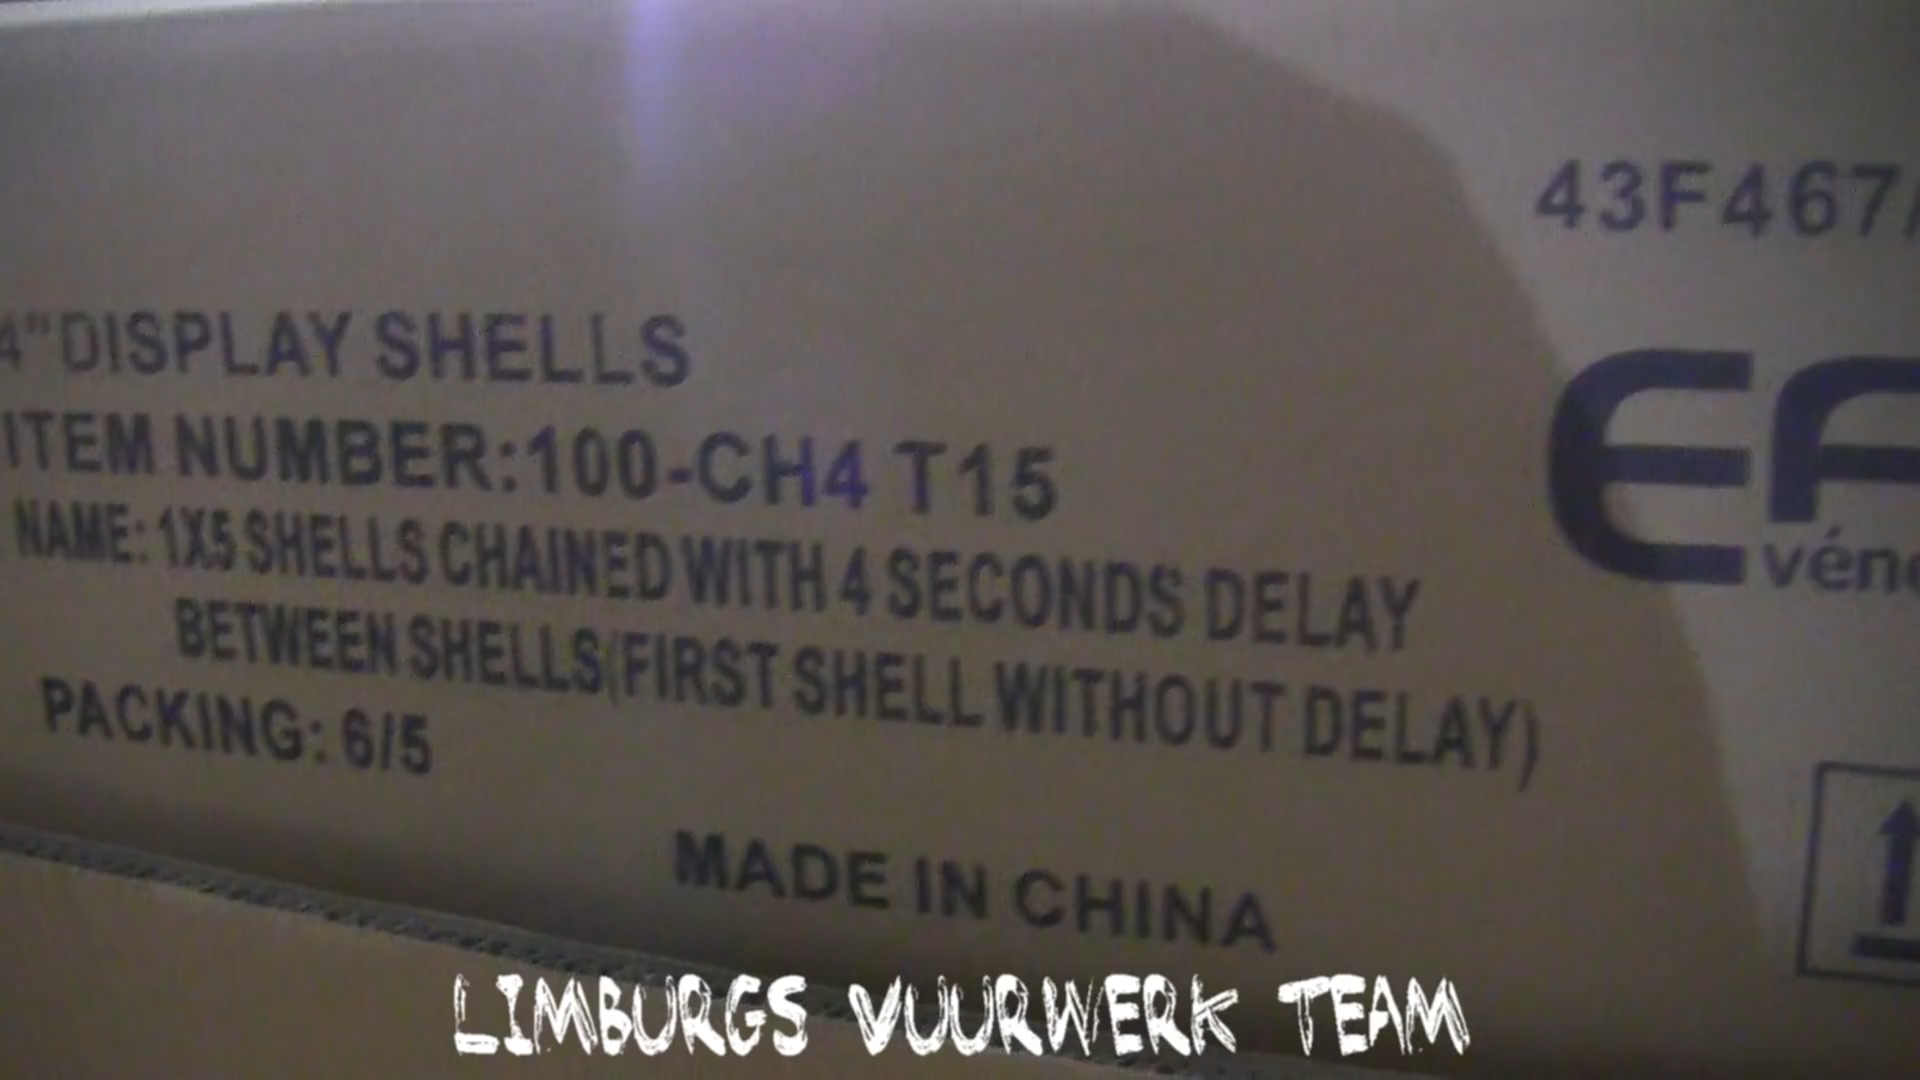 43F467
4"DISPLAY SHELLS
ITEM NUMBER:100-CH4 T15
NAME: 1X5 SHELLS CHAINED WITH 4 SECONDS DELAY
BETWEEN SHELLS(FIRST SHELL WITHOUT DELAY)
PACKING: 6/5
MADE IN CHINA
LIMBURGS VUURWERK TEAM